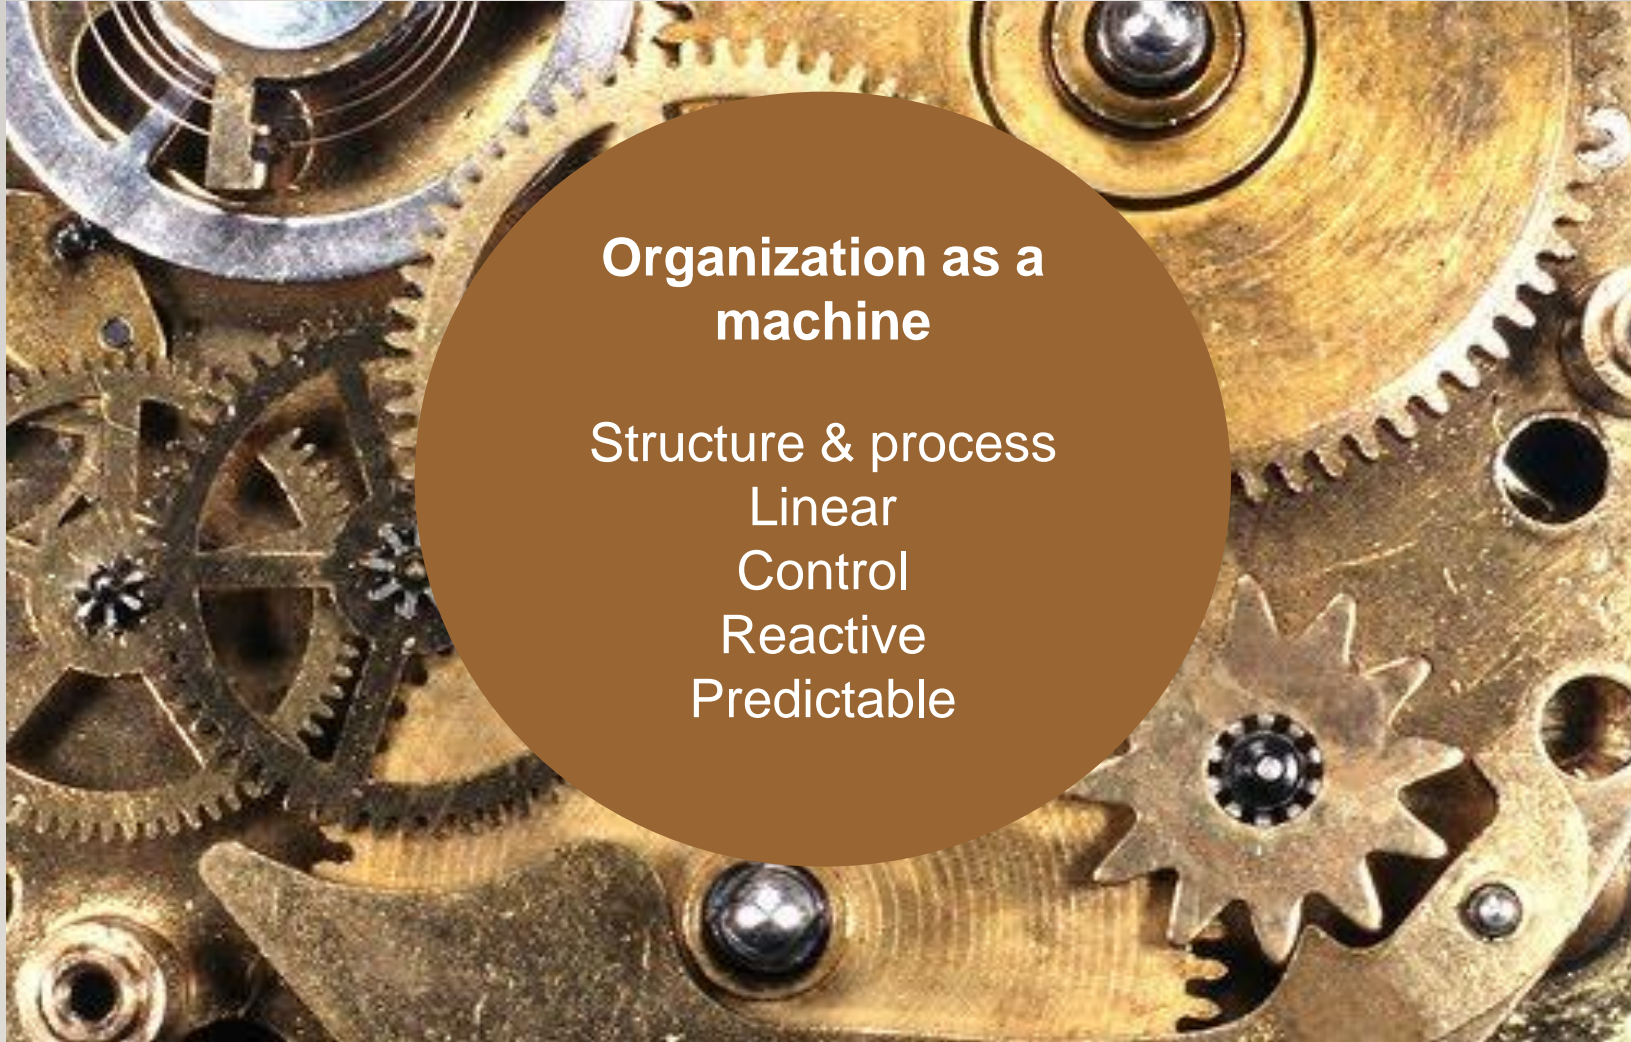 Organization as a
machine
Structure & process
Linear
Control
Reactive
Predictable